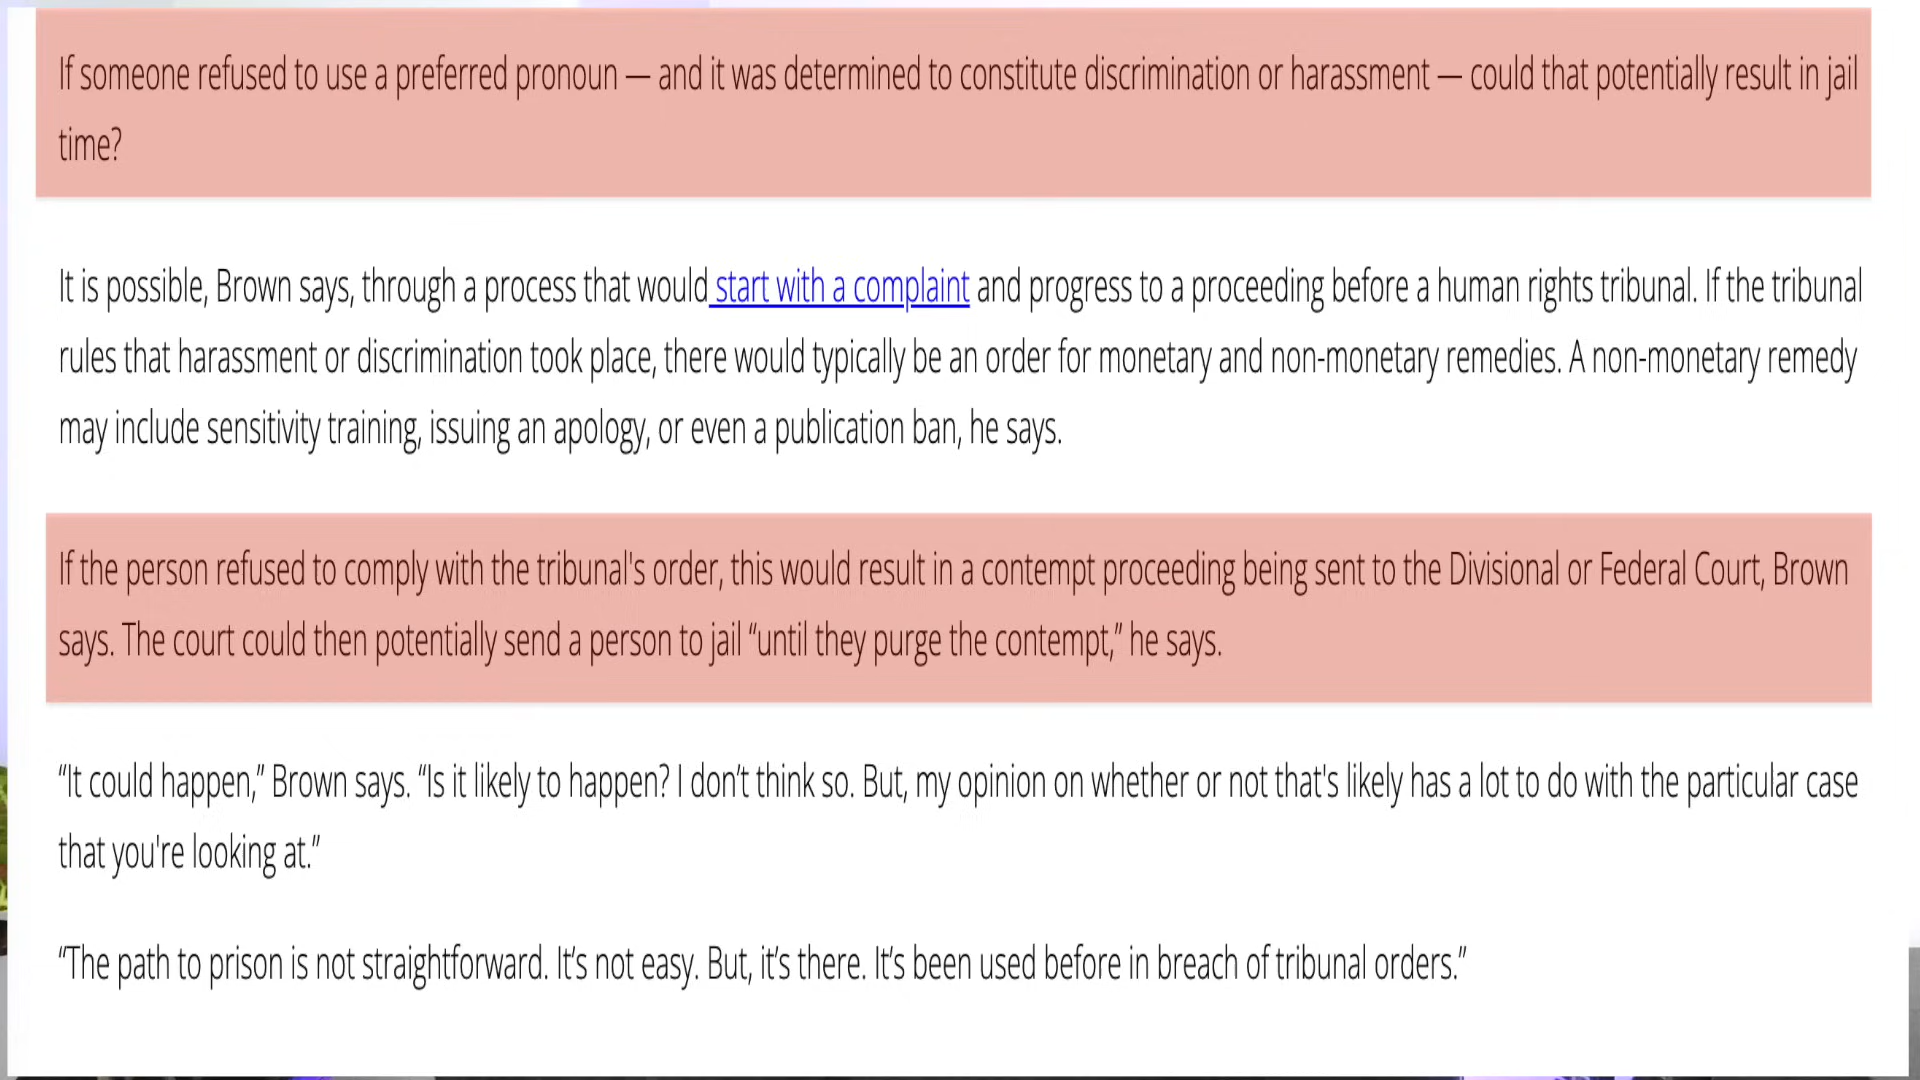 If someone refused to use a preferred pronoun — and it was determined to constitute discrimination or harassment — could that potentially result in jail
time?
It is possible, Brown says, through a process that would start with a complaint and progress to a proceeding before a human rights tribunal. If the tribunal
rules that harassment or discrimination took place, there would typically be an order for monetary and non-monetary remedies. A non-monetary remedy
may include sensitivity training, issuing an apology, or even a publication ban, he says.
If the person refused to comply with the tribunal's order, this would result in a contempt proceeding being sent to the Divisional or Federal Court, Brown
says. The court could then potentially send a person to jail “until they purge the contempt,” he says.
“It could happen,” Brown says. “Is it likely to happen? I don’t think so. But, my opinion on whether or not that's likely has a lot to do with the particular case
that you're looking at.”
“The path to prison is not straightforward. It’s not easy. But, it’s there. It’s been used before in breach of tribunal orders.”